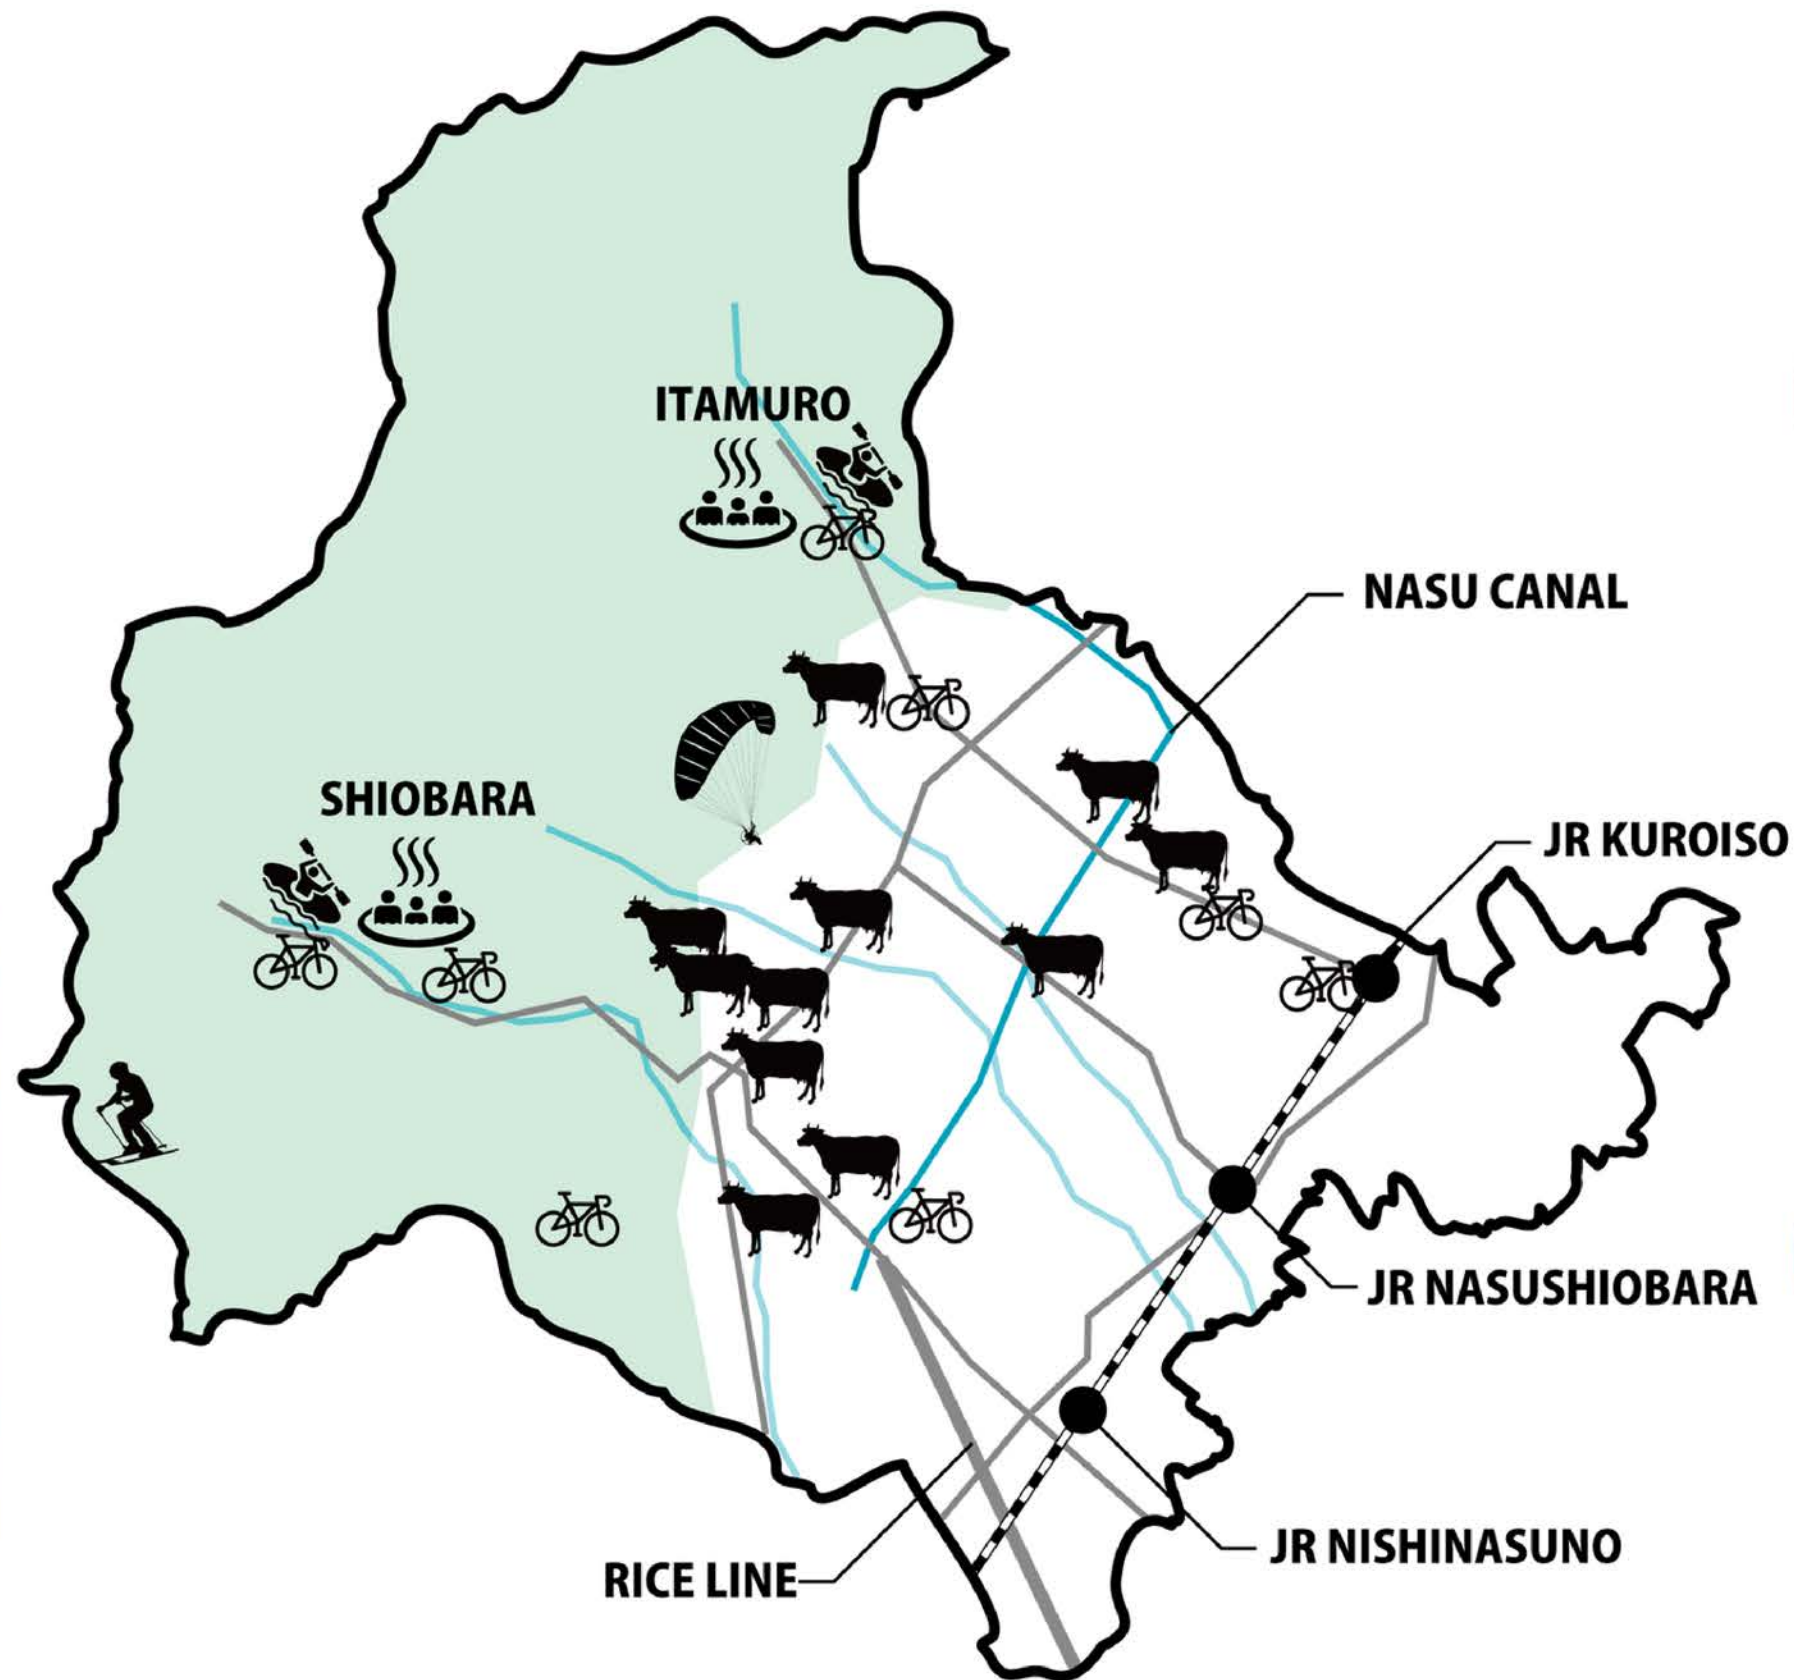 ITAMURO
NASU CANAL
SHIOBARA
JR KUROISO
JR NASUSHIOBARA
JR NISHINASUNO
RICE LINE